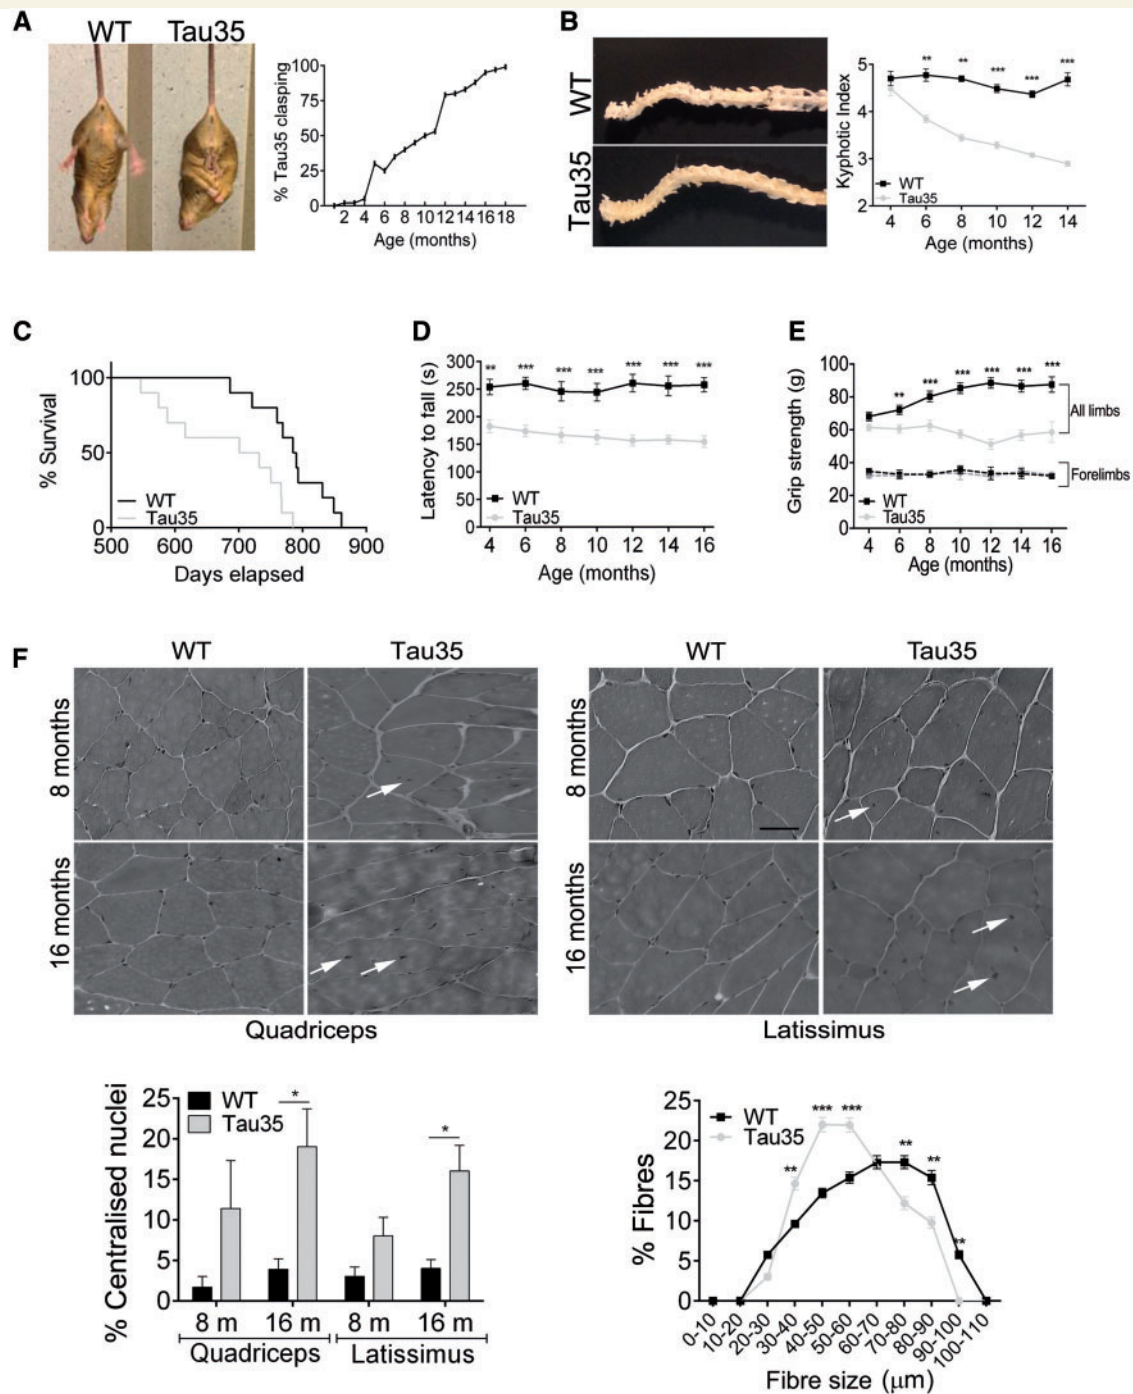 A
WT Tau35
% Tau35 clasping
100
75
50
25
0
2 4 6 8 10 12 14 16 18
Age (months)
B
WT
Tau35
Kyphotic Index
5
4
3
2
** ** *** *** ***
WT
Tau35
4 6 8 10 12 14
Age (months)
C
% Survival
100
50
0
WT
Tau35
500 600 700 800 900
Days elapsed
D
Latency to fall (s)
300
250
200
150
100
50
0
** *** *** *** *** *** ***
WT
Tau35
4 6 8 10 12 14 16
Age (months)
E
Grip strength (g)
100
80
60
40
20
0
** *** *** *** *** ***
All limbs
Forelimbs
WT
Tau35
4 6 8 10 12 14 16
Age (months)
F
WT Tau35
8 months
16 months
Quadriceps
WT Tau35
8 months
16 months
Latissimus
% Centralised nuclei
25
20
15
10
5
0
WT
Tau35
* *
8 m 16 m 8 m 16 m
Quadriceps Latissimus
% Fibres
25
20
15
10
5
0
WT
Tau35
** *** *** ** ** **
0-10 10-20 20-30 30-40 40-50 50-60 60-70 70-80 80-90 90-100 100-110
Fibre size (μm)